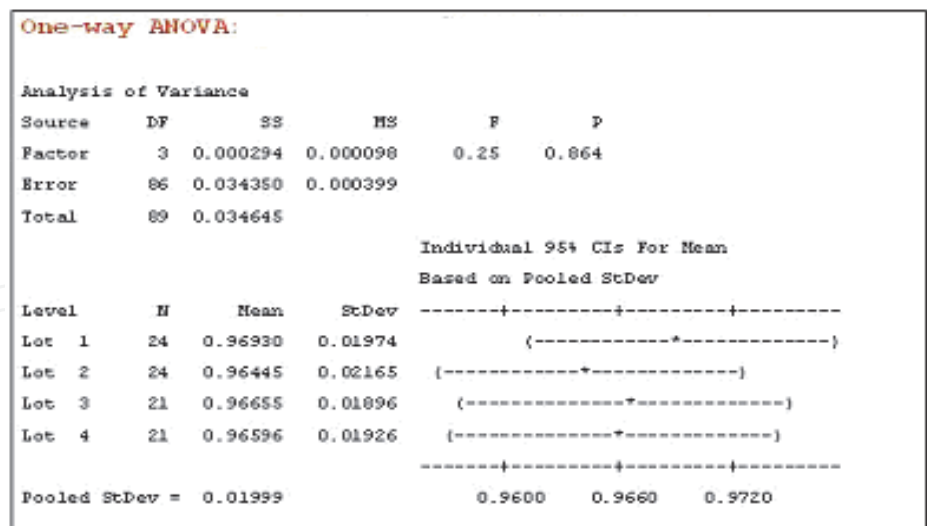 One-way ANOVA:
Analysis of Variance
Source DF SS MS F P
Factor 3 0.000294 0.000098 0.25 0.864
Error 86 0.034350 0.000399
Total 89 0.034645
Individual 95% CIs For Mean
Based on Pooled StDev
Level N Mean StDev -------+---------+---------+---------
Lot 1 24 0.96930 0.01974 (------------*-------------)
Lot 2 24 0.96445 0.02165 (------------*-------------)
Lot 3 21 0.96655 0.01896 (---------------*-------------)
Lot 4 21 0.96596 0.01926 (---------------*-------------)
-------+---------+---------+---------
Pooled StDev = 0.01999 0.9600 0.9660 0.9720